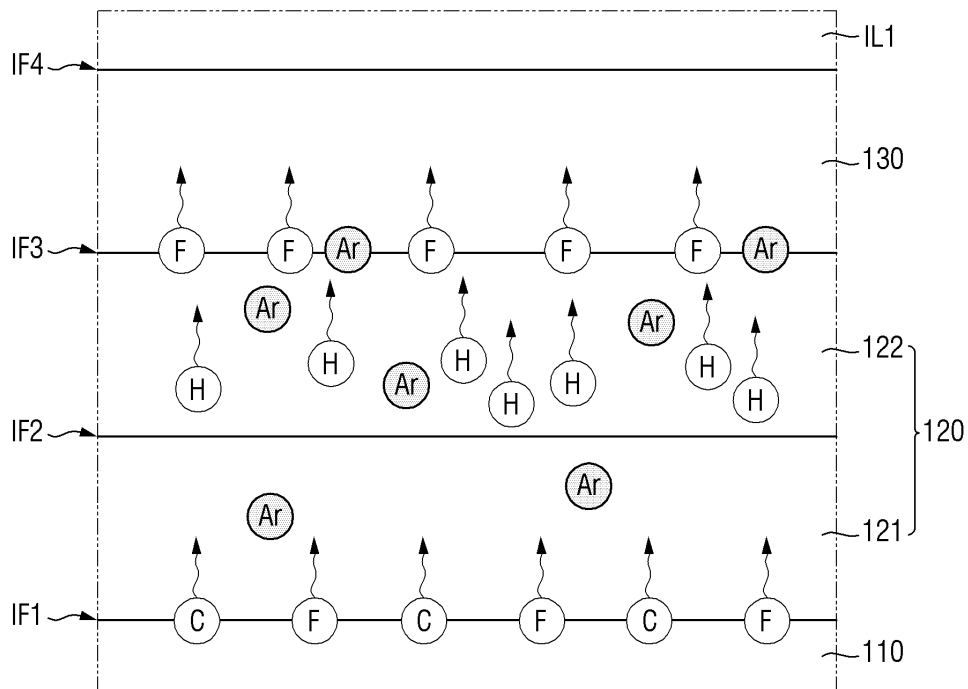 IL1
IF4
130
F F Ar F F F Ar
IF3
Ar Ar
H H Ar H H H H H
122
IF2
120
Ar Ar
121
C F C F C F
IF1
110